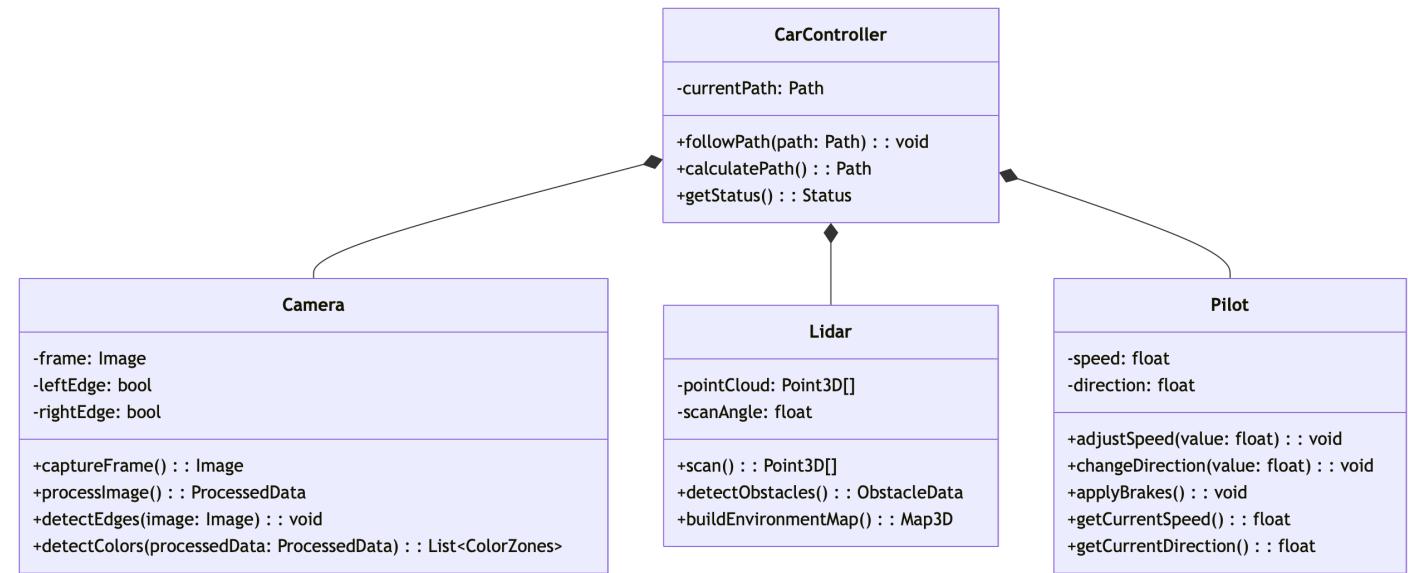 CarController
-currentPath: Path
+followPath(path: Path) : : void
+calculatePath() : : Path
+getStatus() : : Status
Camera
-frame: Image
-leftEdge: bool
-rightEdge: bool
+captureFrame() : : Image
+processImage() : : ProcessedData
+detectEdges(image: Image) : : void
+detectColors(processedData: ProcessedData) : : List<ColorZones>
Lidar
-pointCloud: Point3D[]
-scanAngle: float
+scan() : : Point3D[]
+detectObstacles() : : ObstacleData
+buildEnvironmentMap() : : Map3D
Pilot
-speed: float
-direction: float
+adjustSpeed(value: float) : : void
+changeDirection(value: float) : : void
+applyBrakes() : : void
+getCurrentSpeed() : : float
+getCurrentDirection() : : float